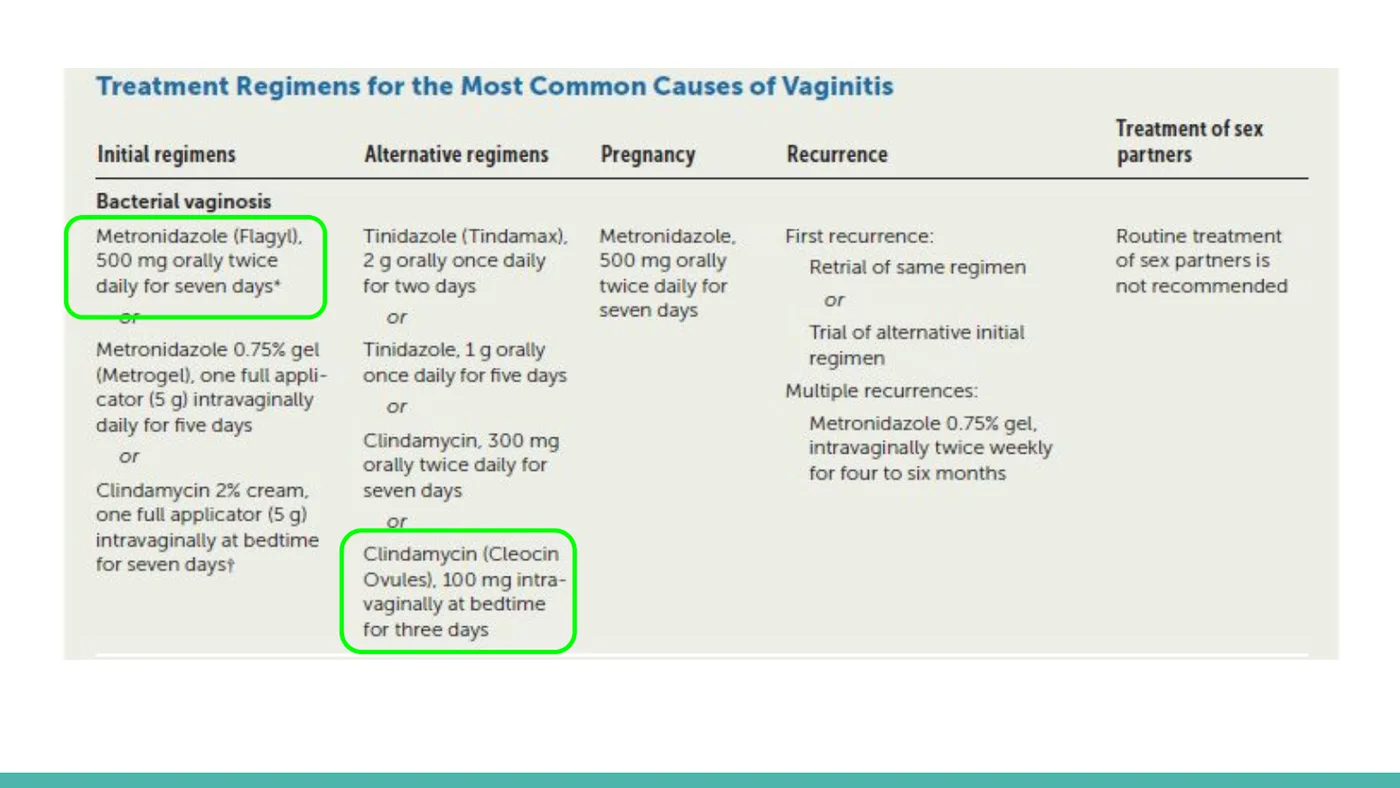 Treatment Regimens for the Most Common Causes of Vaginitis
Initial regimens
Alternative regimens
Pregnancy
Recurrence
Treatment of sex
partners
Bacterial vaginosis
Metronidazole (Flagyl),
500 mg orally twice
daily for seven days*
or
Metronidazole 0.75% gel
(Metrogel), one full appli-
cator (5 g) intravaginally
daily for five days
or
Clindamycin 2% cream,
one full applicator (5 g)
intravaginally at bedtime
for seven days†
Tinidazole (Tindamax),
2 g orally once daily
for two days
or
Tinidazole, 1 g orally
once daily for five days
or
Clindamycin, 300 mg
orally twice daily for
seven days
or
Clindamycin (Cleocin
Ovules), 100 mg intra-
vaginally at bedtime
for three days
Metronidazole,
500 mg orally
twice daily for
seven days
First recurrence:
Retrial of same regimen
or
Trial of alternative initial
regimen
Multiple recurrences:
Metronidazole 0.75% gel,
intravaginally twice weekly
for four to six months
Routine treatment
of sex partners is
not recommended